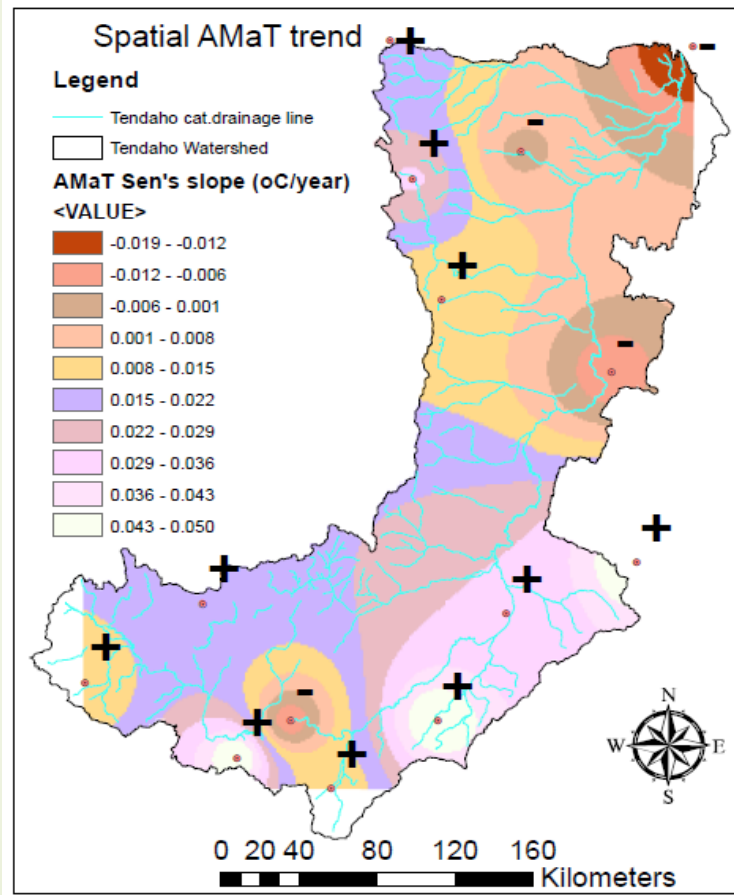 Spatial AMaT trend
Legend
Tendaho cat.drainage line
Tendaho Watershed
AMaT Sen's slope (oC/year)
<VALUE>
-0.019 - -0.012
-0.012 - -0.006
-0.006 - 0.001
0.001 - 0.008
0.008 - 0.015
0.015 - 0.022
0.022 - 0.029
0.029 - 0.036
0.036 - 0.043
0.043 - 0.050
+ -
-
+
+
-
+
+
+
+
+
-
+
+
N
W E
S
0 20 40 80 120 160
Kilometers